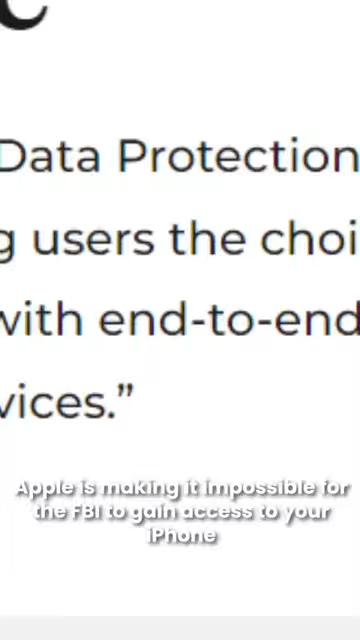 Data Protection
g users the choi
with end-to-end
vices.”
Apple is making it impossible for
the FBI to gain access to your
iPhone